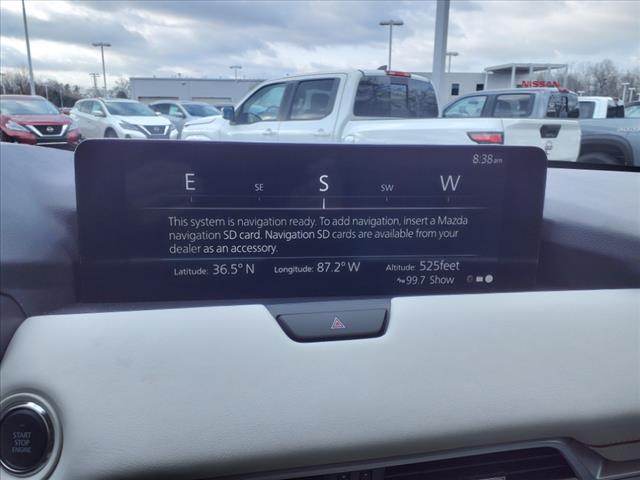 NISSAN
8:38am
E SE S SW W
This system is navigation ready. To add navigation, insert a Mazda
navigation SD card. Navigation SD cards are available from your
dealer as an accessory.
Latitude: 36.5° N Longitude: 87.2° W Altitude: 525feet
99.7 Show
START
STOP
ENGINE